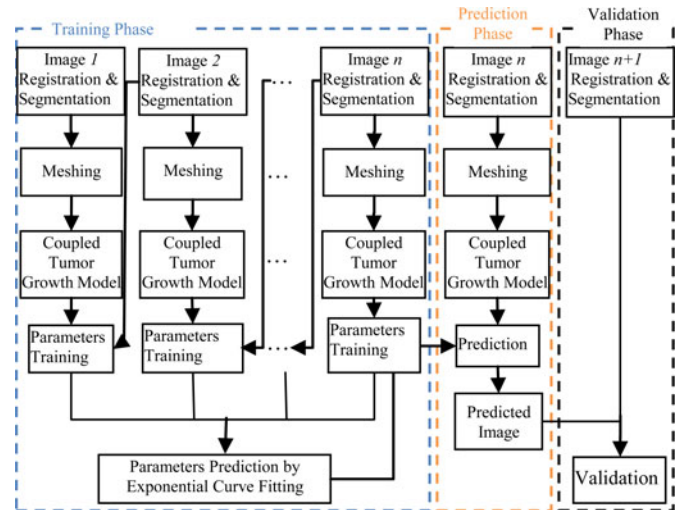 Training Phase
Prediction
Phase
Validation
Phase
Image 1
Registration &
Segmentation
Image 2
Registration &
Segmentation
...
Image n
Registration &
Segmentation
Image n
Registration &
Segmentation
Image n+1
Registration &
Segmentation
Meshing
Meshing
...
Meshing
Meshing
Coupled
Tumor
Growth Model
Coupled
Tumor
Growth Model
...
Coupled
Tumor
Growth Model
Coupled
Tumor
Growth Model
Parameters
Training
Parameters
Training
...
Parameters
Training
Prediction
Predicted
Image
Parameters Prediction by
Exponential Curve Fitting
Validation